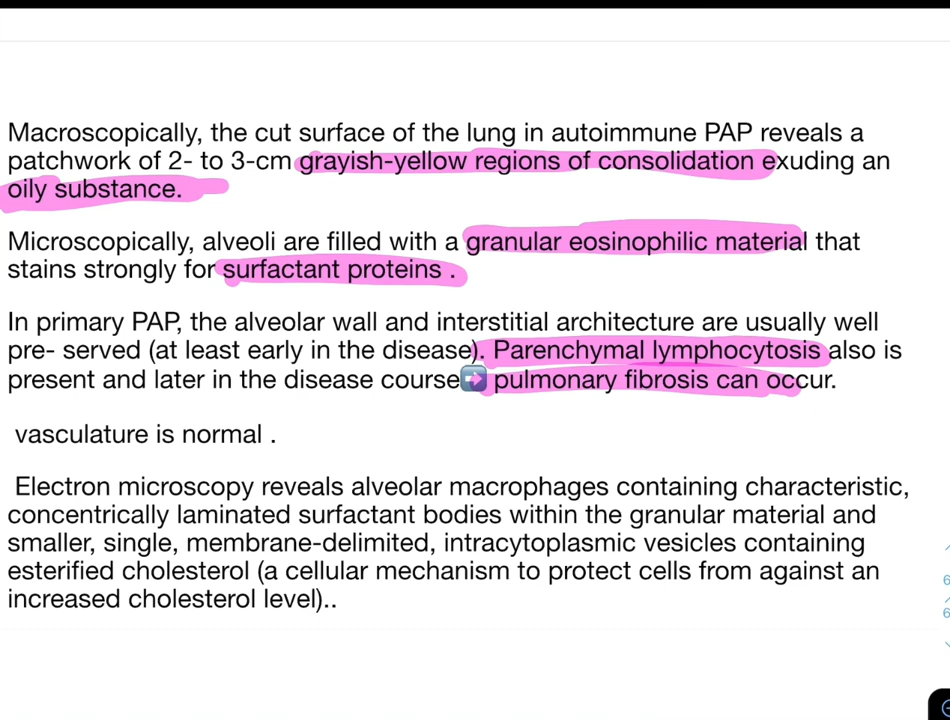 Macroscopically, the cut surface of the lung in autoimmune PAP reveals a
patchwork of 2- to 3-cm grayish-yellow regions of consolidation exuding an
oily substance.
Microscopically, alveoli are filled with a granular eosinophilic material that
stains strongly for surfactant proteins .
In primary PAP, the alveolar wall and interstitial architecture are usually well
pre- served (at least early in the disease). Parenchymal lymphocytosis also is
present and later in the disease course➡️ pulmonary fibrosis can occur.
vasculature is normal .
Electron microscopy reveals alveolar macrophages containing characteristic,
concentrically laminated surfactant bodies within the granular material and
smaller, single, membrane-delimited, intracytoplasmic vesicles containing
esterified cholesterol (a cellular mechanism to protect cells from against an
increased cholesterol level)..
6
6